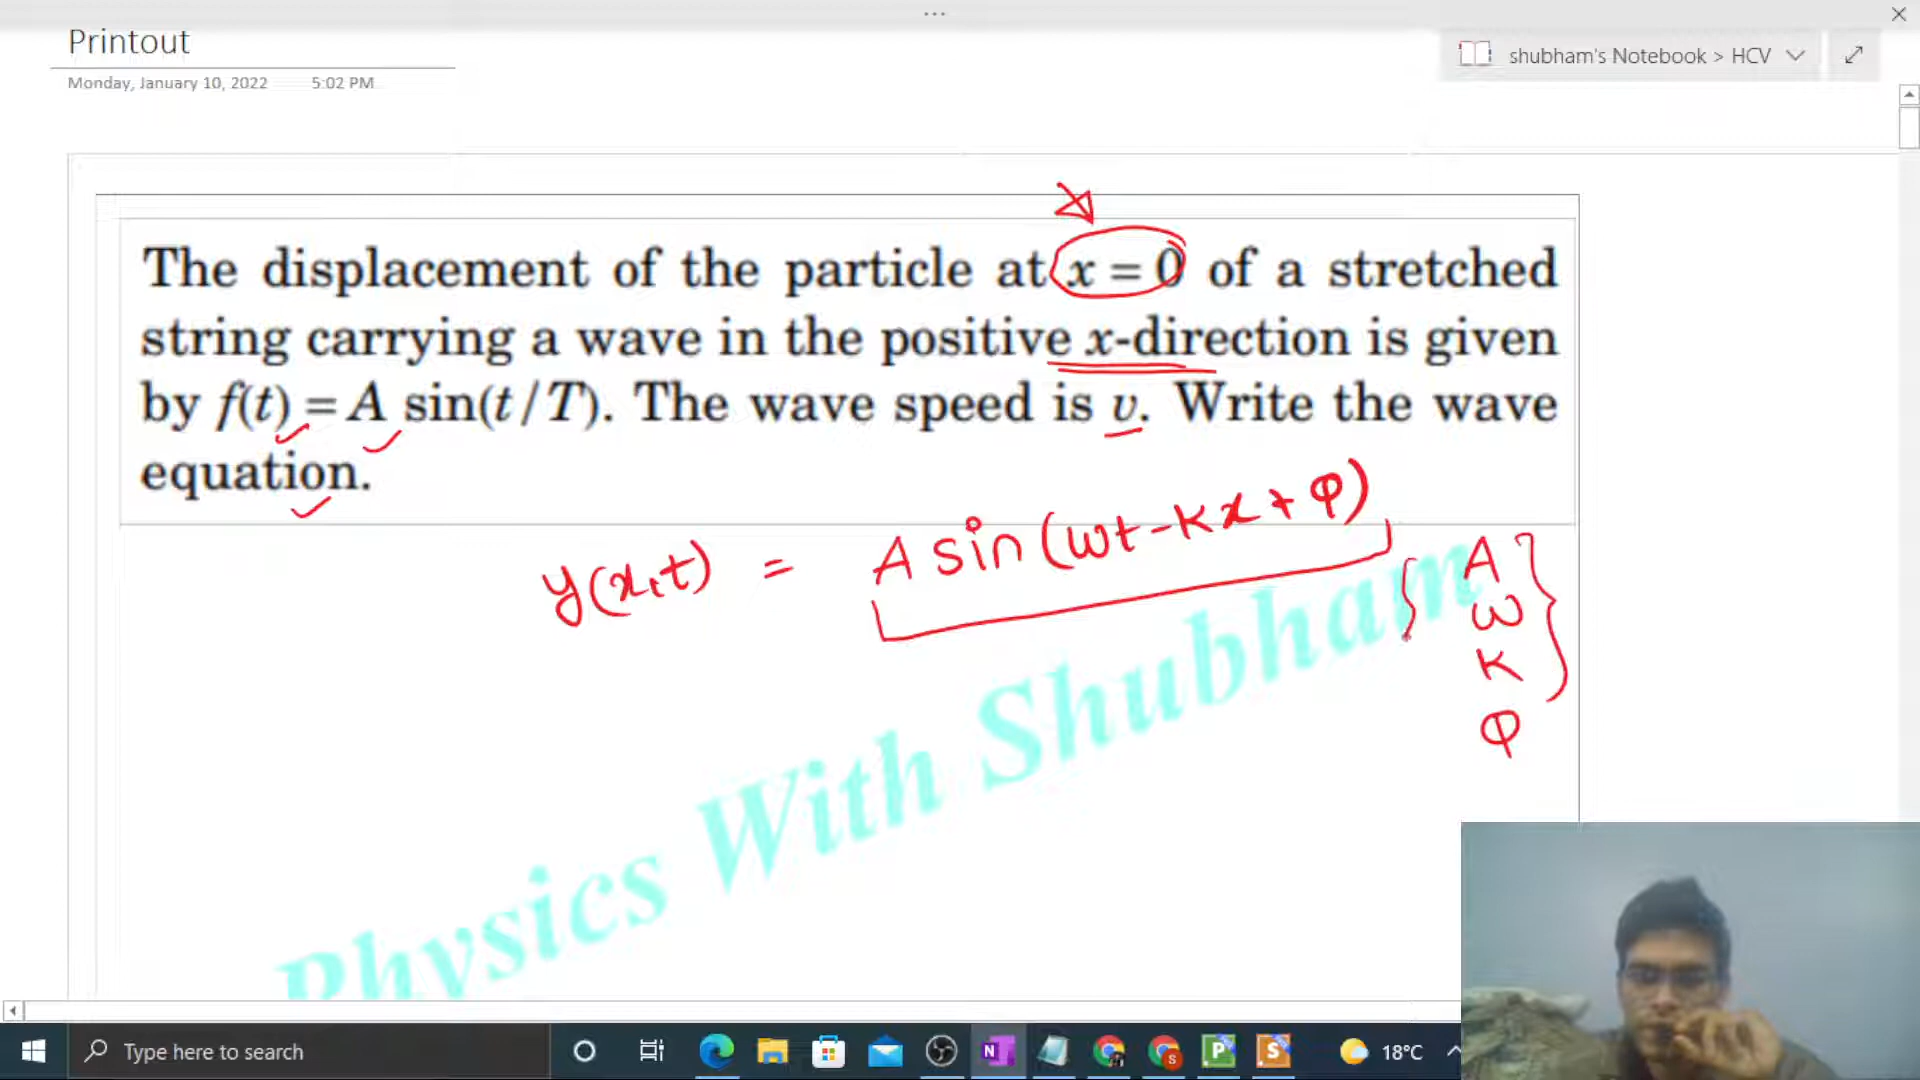 ...
Printout
shubham's Notebook > HCV
Monday, January 10, 2022 5:02 PM
The displacement of the particle at x = 0 of a stretched
string carrying a wave in the positive x-direction is given
by f(t) = A sin(t/T). The wave speed is v. Write the wave
equation.
y(x,t) = A sin(ωt - kx + φ)
A
ω
k
φ
Physics With Shubham
Type here to search
18°C